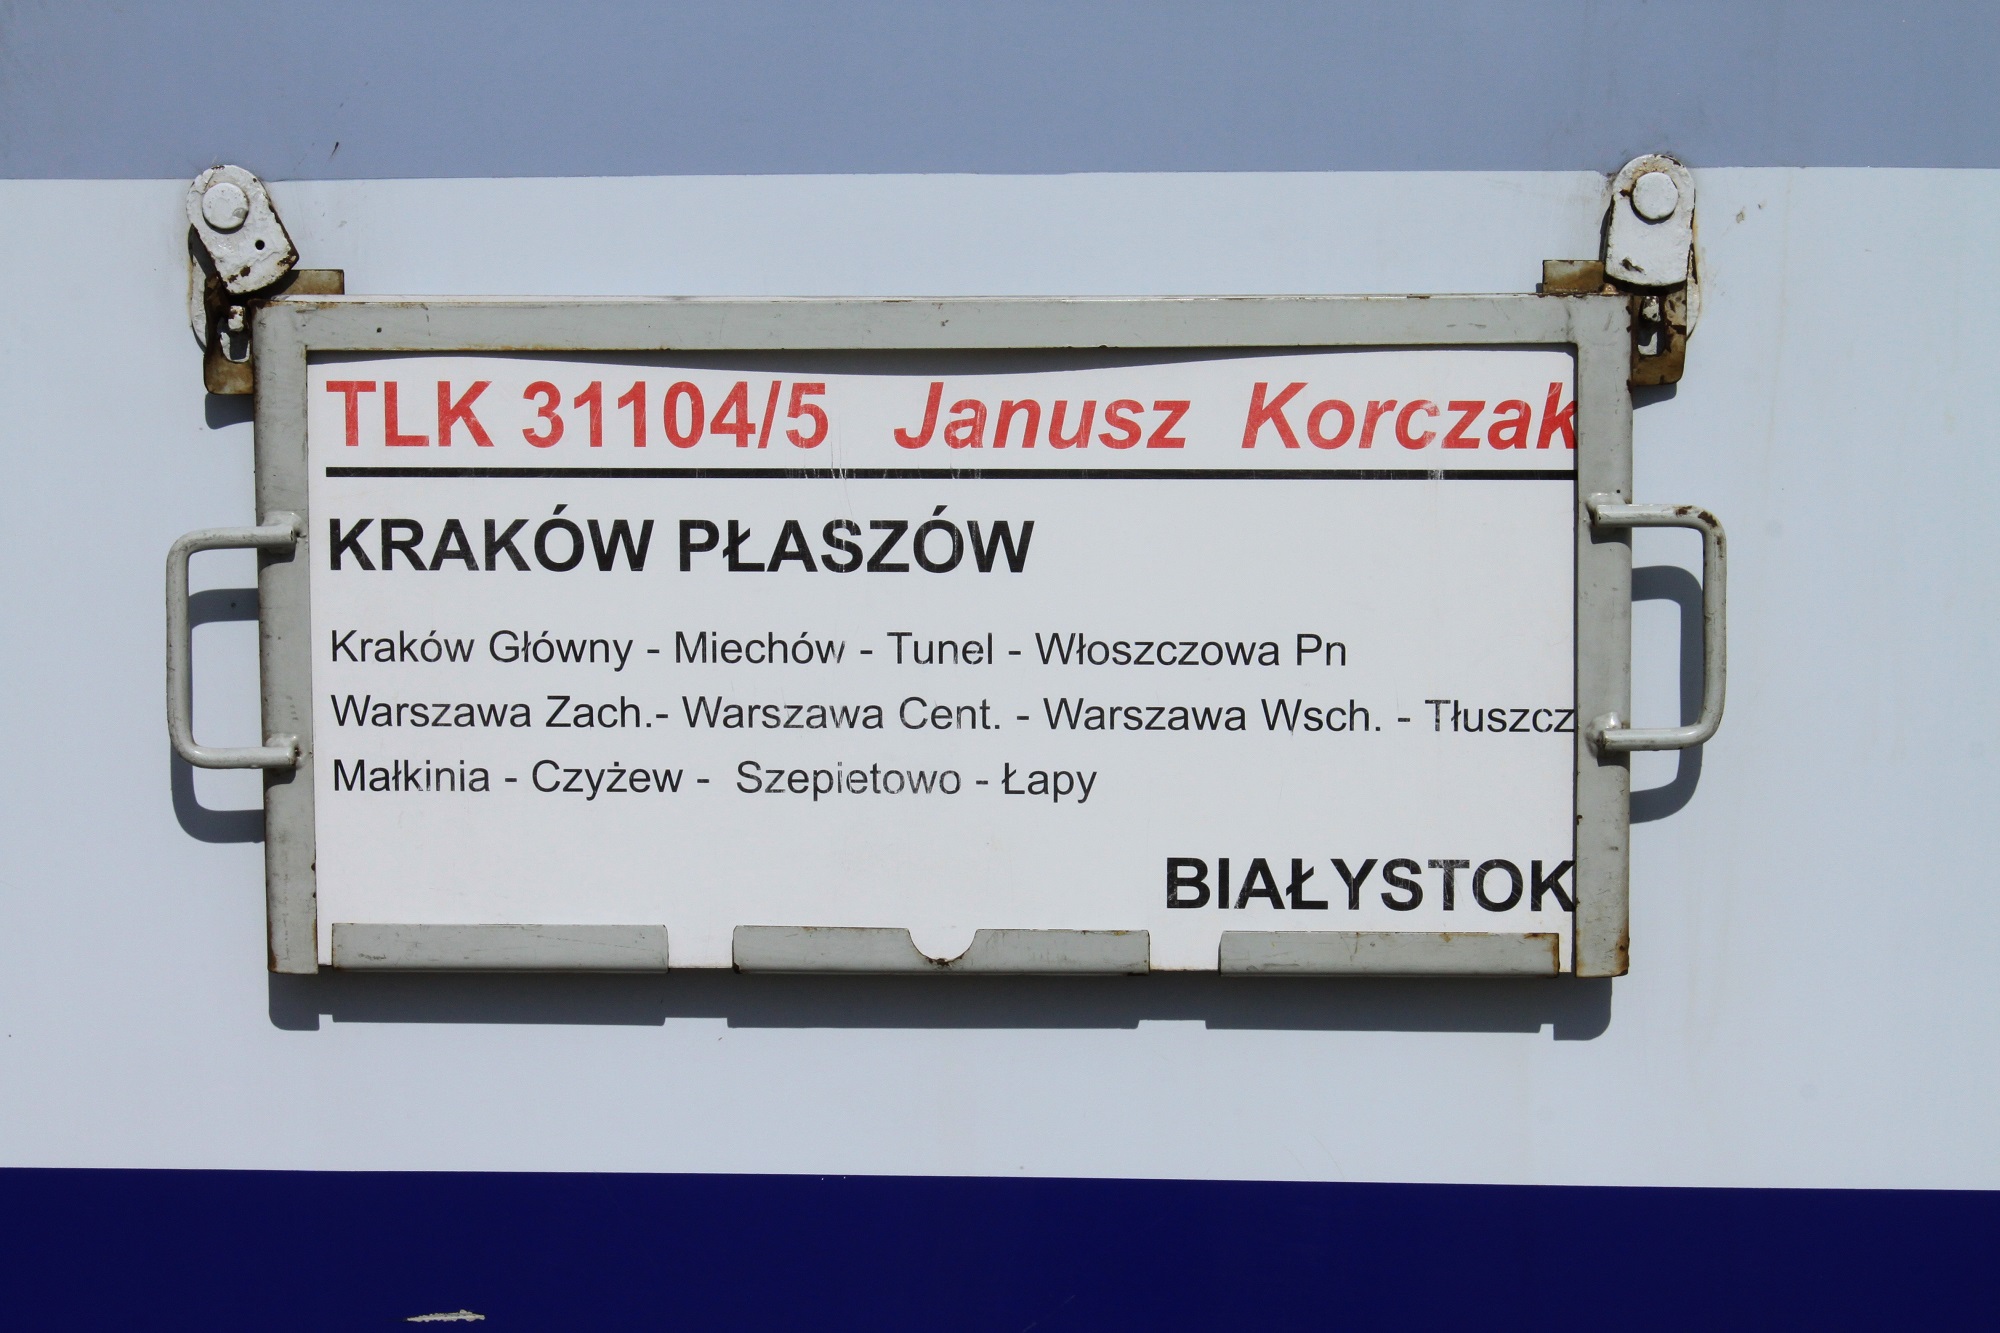 TLK 31104/5 Janusz Korczak
KRAKÓW PŁASZÓW
Kraków Główny - Miechów - Tunel - Włoszczowa Pn
Warszawa Zach.- Warszawa Cent. - Warszawa Wsch. - Tłuszcz
Małkinia - Czyżew - Szepietowo - Łapy
BIAŁYSTOK